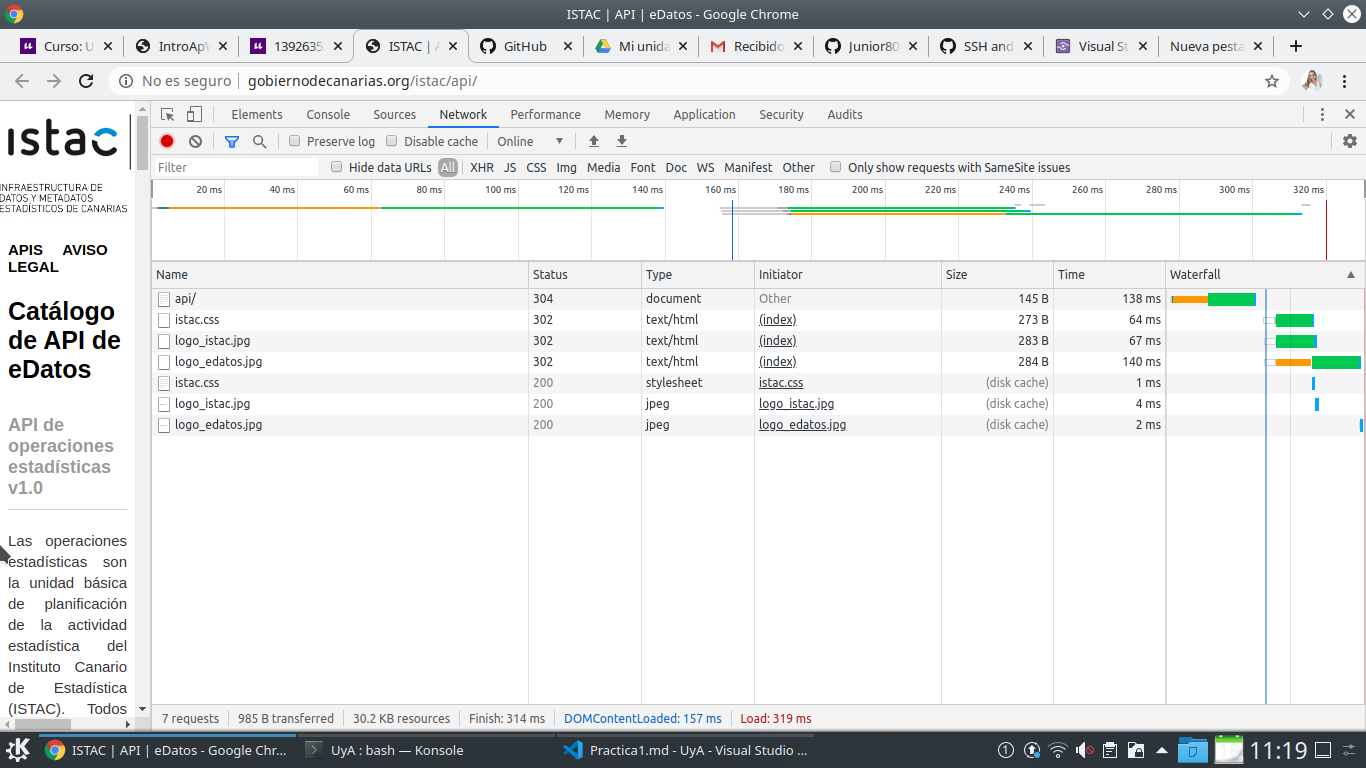 ISTAC | API | eDatos - Google Chrome
Curso: U
IntroApW
1392635
ISTAC | A
GitHub
Mi unida
Recibido
Junior80
SSH and
Visual St
Nueva pesta
No es seguro | gobiernodecanarias.org/istac/api/
istac
INFRAESTRUCTURA DE
DATOS Y METADATOS
ESTADÍSTICOS DE CANARIAS
APIS AVISO
LEGAL
Catálogo
de API de
eDatos
API de
operaciones
estadísticas
v1.0
Las operaciones
estadísticas son
la unidad básica
de planificación
de la actividad
estadística del
Instituto Canario
de Estadística
(ISTAC). Todos
Elements Console Sources Network Performance Memory Application Security Audits
Preserve log Disable cache Online
Filter Hide data URLs All XHR JS CSS Img Media Font Doc WS Manifest Other Only show requests with SameSite issues
20 ms 40 ms 60 ms 80 ms 100 ms 120 ms 140 ms 160 ms 180 ms 200 ms 220 ms 240 ms 260 ms 280 ms 300 ms 320 ms
Name Status Type Initiator Size Time Waterfall
api/ 304 document Other 145 B 138 ms
istac.css 302 text/html (index) 273 B 64 ms
logo_istac.jpg 302 text/html (index) 283 B 67 ms
logo_edatos.jpg 302 text/html (index) 284 B 140 ms
istac.css 200 stylesheet istac.css (disk cache) 1 ms
logo_istac.jpg 200 jpeg logo_istac.jpg (disk cache) 4 ms
logo_edatos.jpg 200 jpeg logo_edatos.jpg (disk cache) 2 ms
7 requests 985 B transferred 30.2 KB resources Finish: 314 ms DOMContentLoaded: 157 ms Load: 319 ms
ISTAC | API | eDatos - Google Chr...
UyA : bash — Konsole
Practica1.md - UyA - Visual Studio ...
11:19